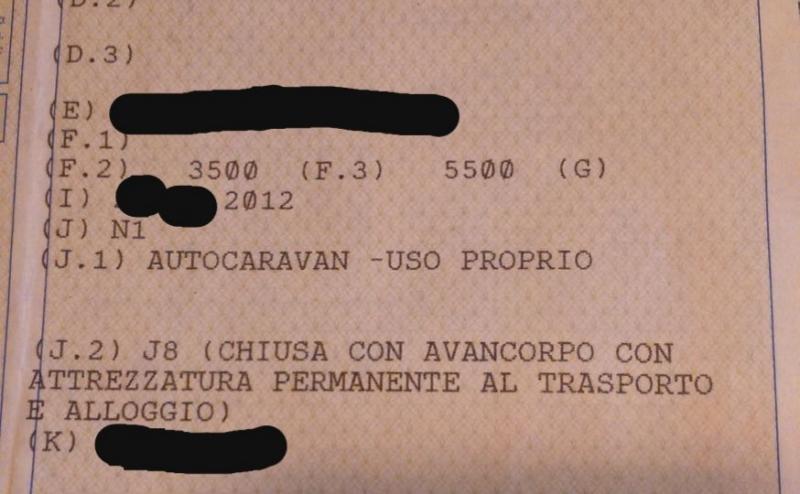 (D.2)
(D.3)
(E)
(F.1)
(F.2) 3500 (F.3) 5500 (G)
(I) 2012
(J) N1
(J.1) AUTOCARAVAN -USO PROPRIO
(J.2) J8 (CHIUSA CON AVANCORPO CON
ATTREZZATURA PERMANENTE AL TRASPORTO
E ALLOGGIO)
(K)